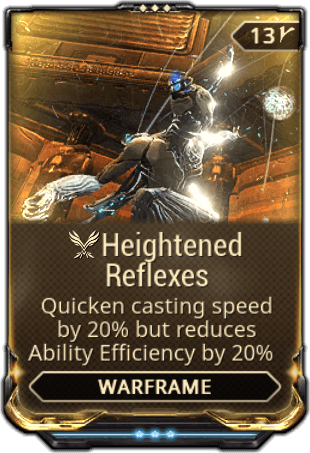 13
Heightened
Reflexes
Quicken casting speed
by 20% but reduces
Ability Efficiency by 20%
WARFRAME